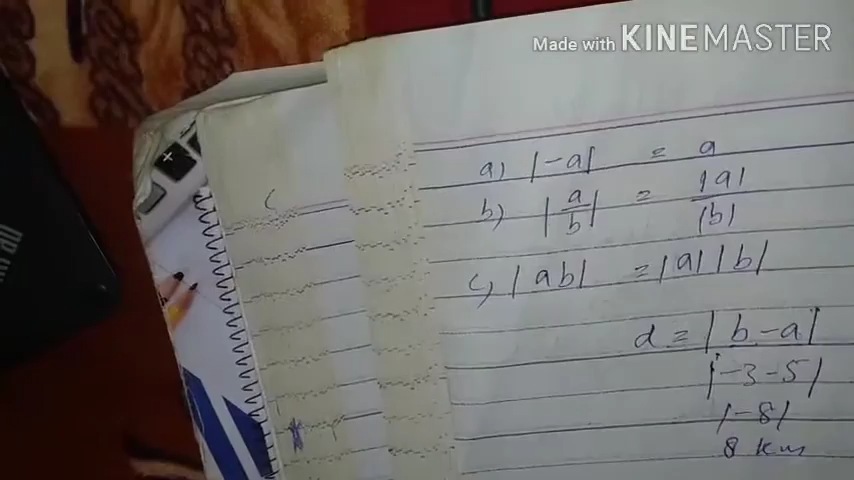 Made with KINEMASTER
a) |-a| = a
b) |a/b| = |a|/|b|
c) |ab| = |a| |b|
d = |b-a|
|-3-5|
|-8|
8 km